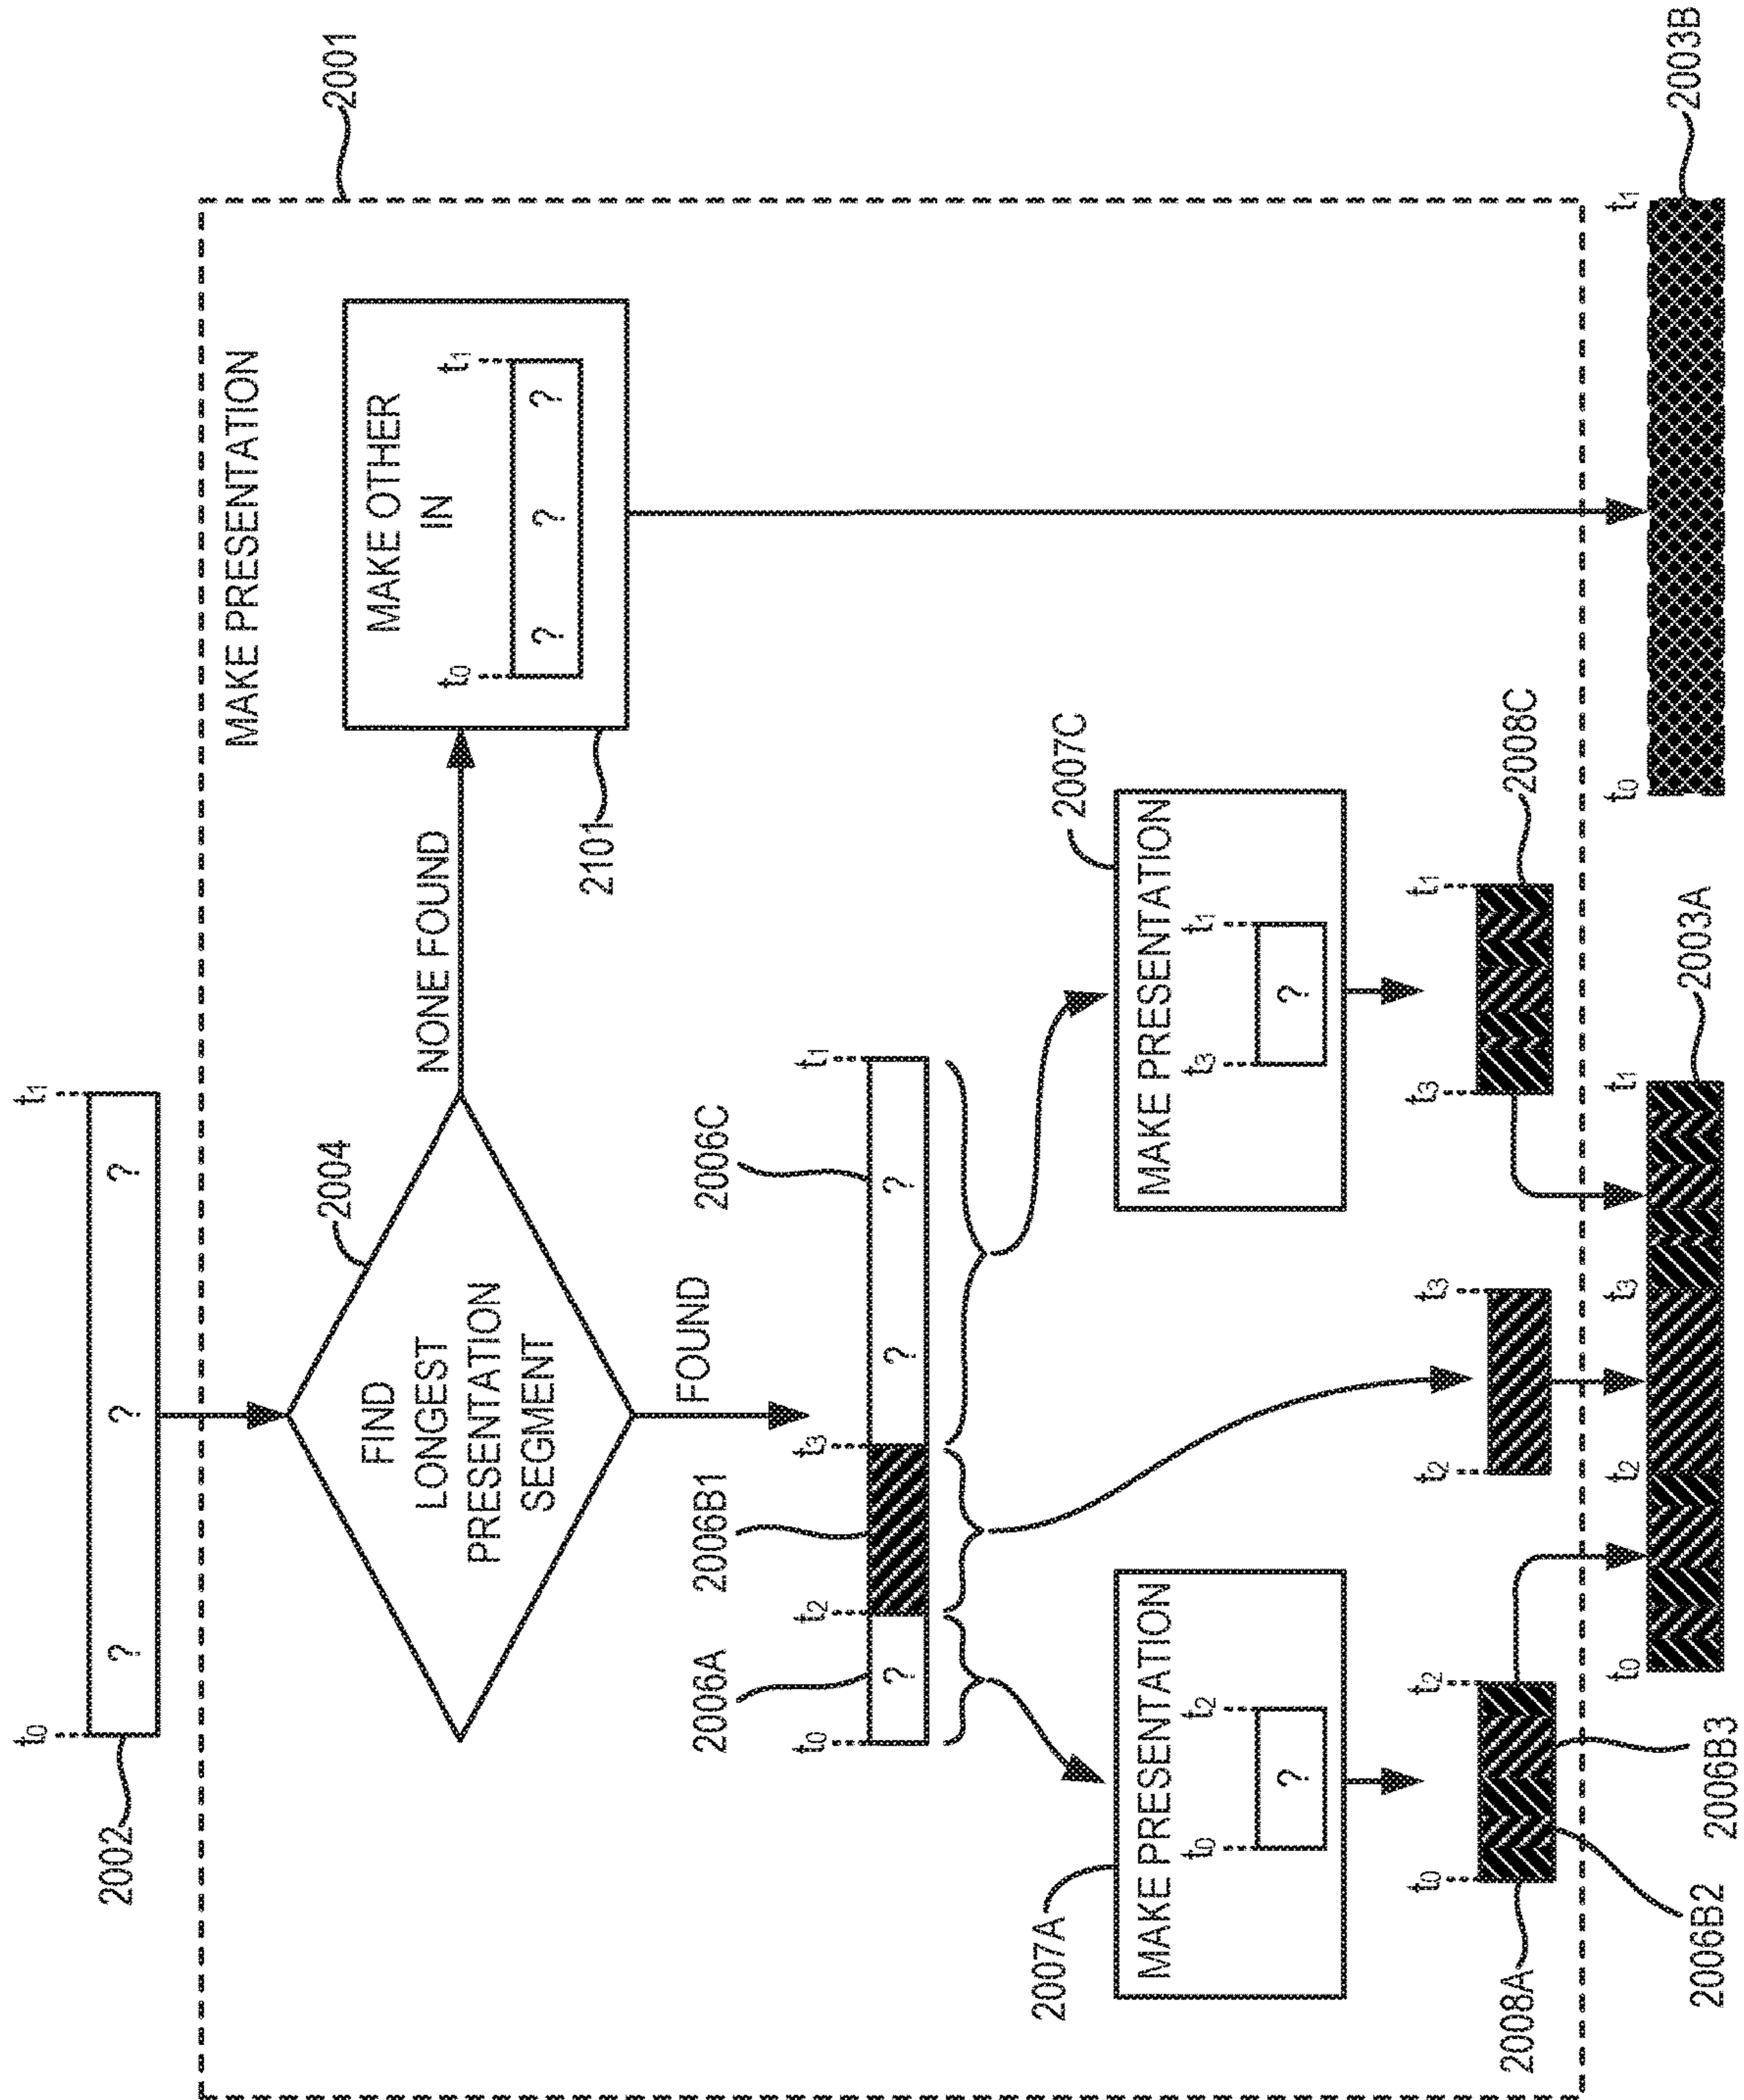 t₀
t₁
2002
?
?
?
2001
MAKE PRESENTATION
2004
FIND
LONGEST
PRESENTATION
SEGMENT
NONE FOUND
FOUND
MAKE OTHER
IN
t₀
t₁
?
?
?
2101
2006A
2006B1
2006C
t₀
t₂
t₃
t₁
?
?
?
2007A
MAKE PRESENTATION
t₀
t₂
?
2007C
MAKE PRESENTATION
t₃
t₁
?
t₀
t₂
t₂
t₃
t₃
t₁
2008A
2008C
t₀
t₂
t₃
t₁
2003A
t₀
t₁
2003B
2006B2
2006B3